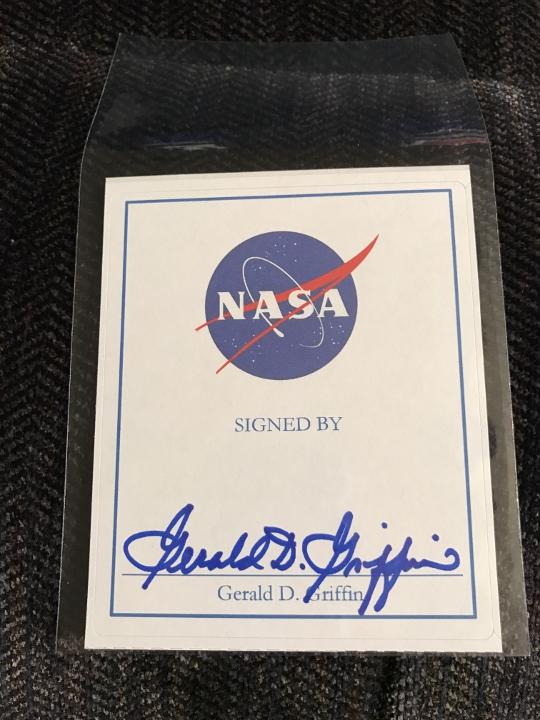 NASA
SIGNED BY
Gerald D. Griffin
Gerald D. Griffin